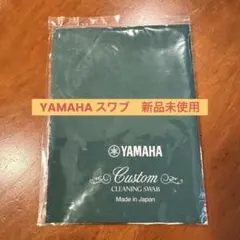 YAMAHA スワブ 新品未使用
YAMAHA
Custom
CLEANING SWAB
Made in Japan